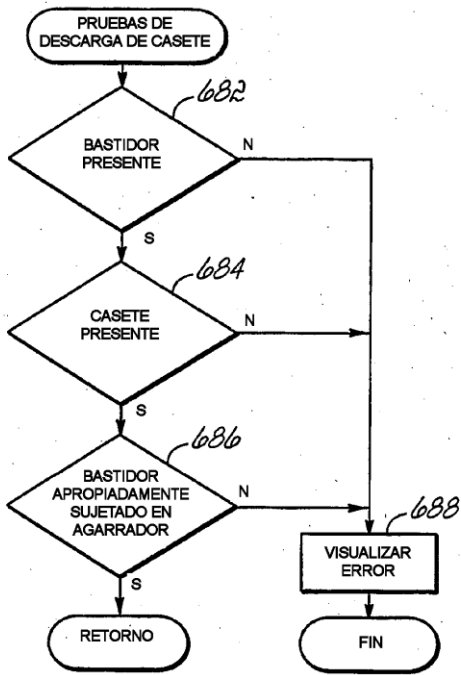 PRUEBAS DE
DESCARGA DE CASETE
682
BASTIDOR
PRESENTE
N
S
684
CASETE
PRESENTE
N
S
686
BASTIDOR
APROPIADAMENTE
SUJETADO EN
AGARRADOR
N
S
688
VISUALIZAR
ERROR
RETORNO
FIN